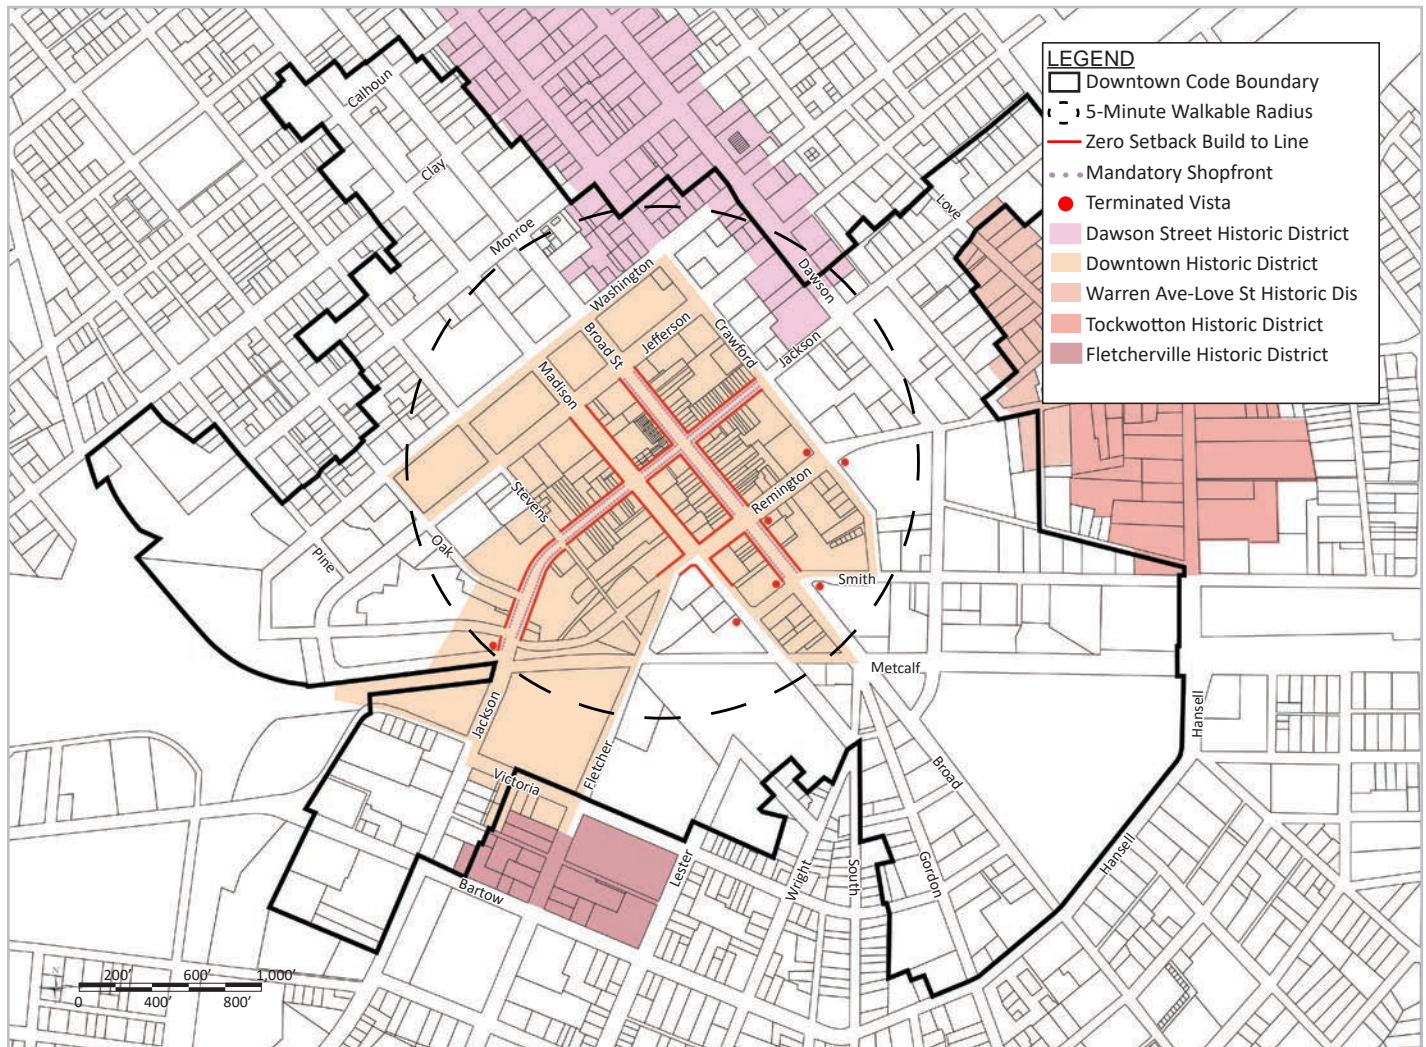 LEGEND
Downtown Code Boundary
5-Minute Walkable Radius
Zero Setback Build to Line
Mandatory Shopfront
Terminated Vista
Dawson Street Historic District
Downtown Historic District
Warren Ave-Love St Historic Dis
Tockwotton Historic District
Fletcherville Historic District
Calhoun
Clay
Monroe
Washington
Love
Dawson
Broad St
Jefferson
Crawford
Jackson
Madison
Stevens
Remington
Oak
Pine
Smith
Metcalf
Jackson
Fletcher
Victoria
Hansell
Broad
Hansell
Lester
Wright
South
Gordon
Bartow
200’ 600’ 1,000’
0 400’ 800’